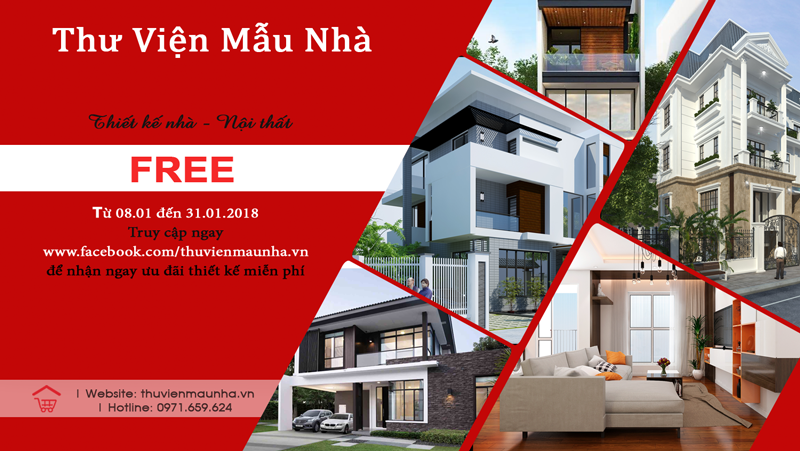 Thư Viện Mẫu Nhà
Thiết kế nhà - Nội thất
FREE
Từ 08.01 đến 31.01.2018
Truy cập ngay
www.facebook.com/thuvienmaunha.vn
để nhận ngay ưu đãi thiết kế miễn phí
| Website: thuvienmaunha.vn
| Hotline: 0971.659.624